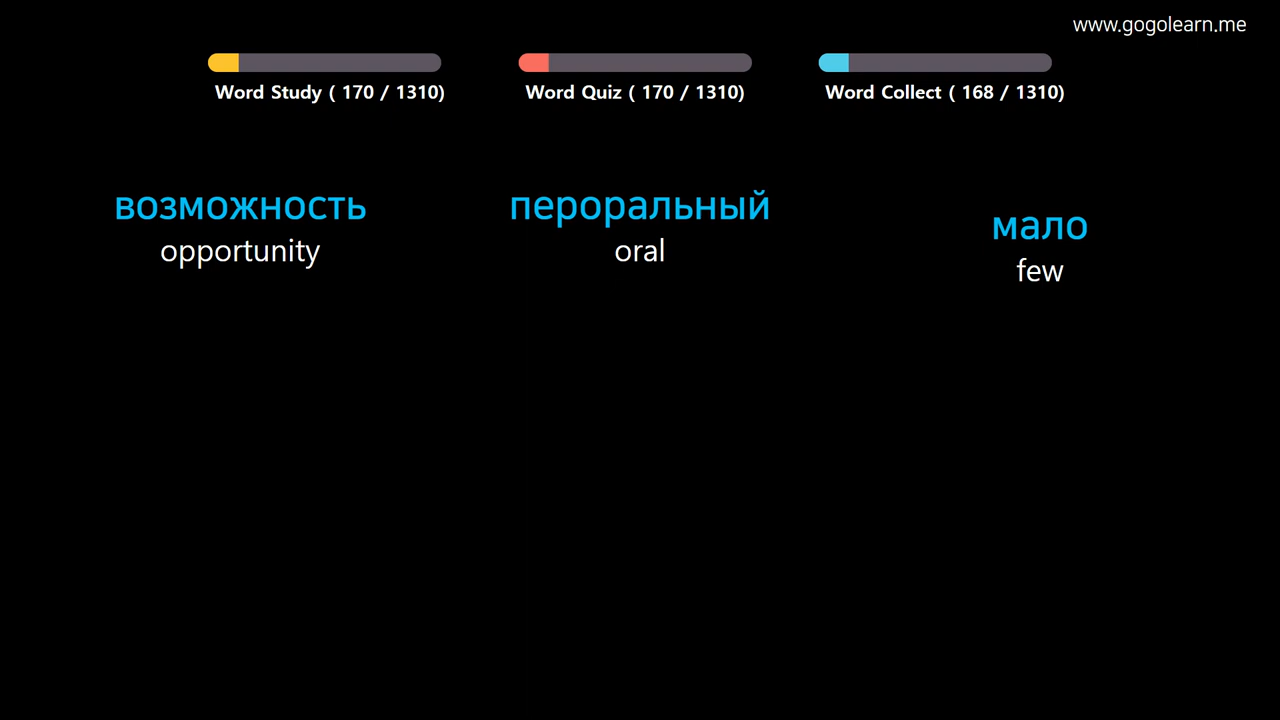 www.gogolearn.me
Word Study ( 170 / 1310)
Word Quiz ( 170 / 1310)
Word Collect ( 168 / 1310)
возможность
opportunity
пероральный
oral
мало
few